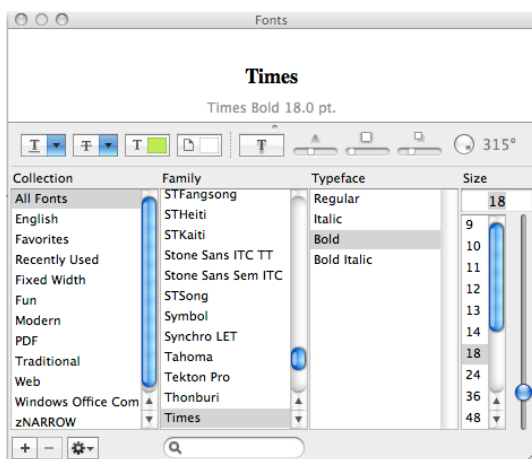 Fonts
Times
Times Bold 18.0 pt.
T T T T 315°
Collection Family Typeface Size
All Fonts
English
Favorites
Recently Used
Fixed Width
Fun
Modern
PDF
Traditional
Web
Windows Office Com
zNARROW
STFangsong
STHeiti
STKaiti
Stone Sans ITC TT
Stone Sans Sem ITC
STSong
Symbol
Synchro LET
Tahoma
Tekton Pro
Thonburi
Times
Regular
Italic
Bold
Bold Italic
18
9
10
11
12
13
14
18
24
36
48
+ −